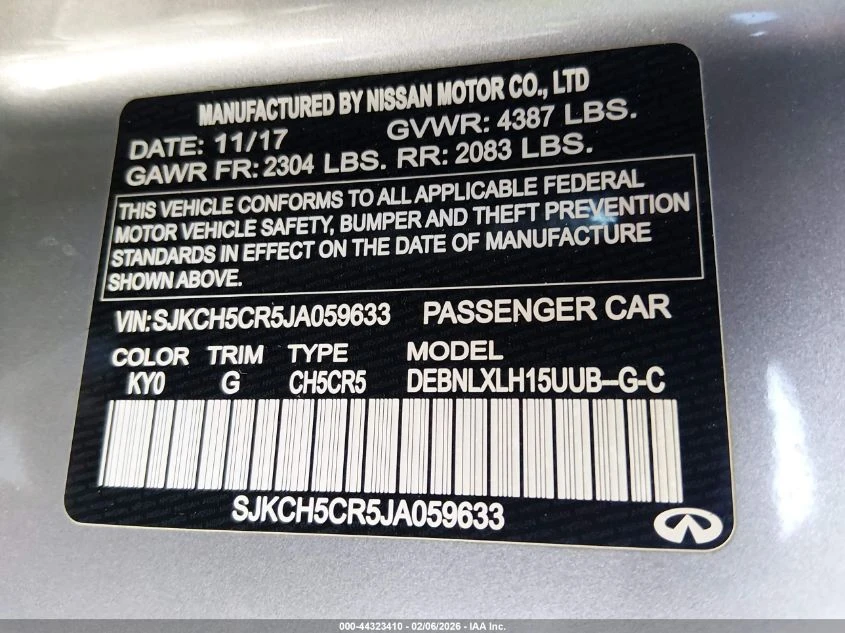 MANUFACTURED BY NISSAN MOTOR CO., LTD
DATE: 11/17 GVWR: 4387 LBS.
GAWR FR: 2304 LBS. RR: 2083 LBS.
THIS VEHICLE CONFORMS TO ALL APPLICABLE FEDERAL
MOTOR VEHICLE SAFETY, BUMPER AND THEFT PREVENTION
STANDARDS IN EFFECT ON THE DATE OF MANUFACTURE
SHOWN ABOVE.
VIN: SJKCH5CR5JA059633 PASSENGER CAR
COLOR TRIM TYPE MODEL
KY0 G CH5CR5 DEBNLXLH15UUB--G-C
SJKCH5CR5JA059633
000-44323410 - 02/06/2026 - IAA Inc.